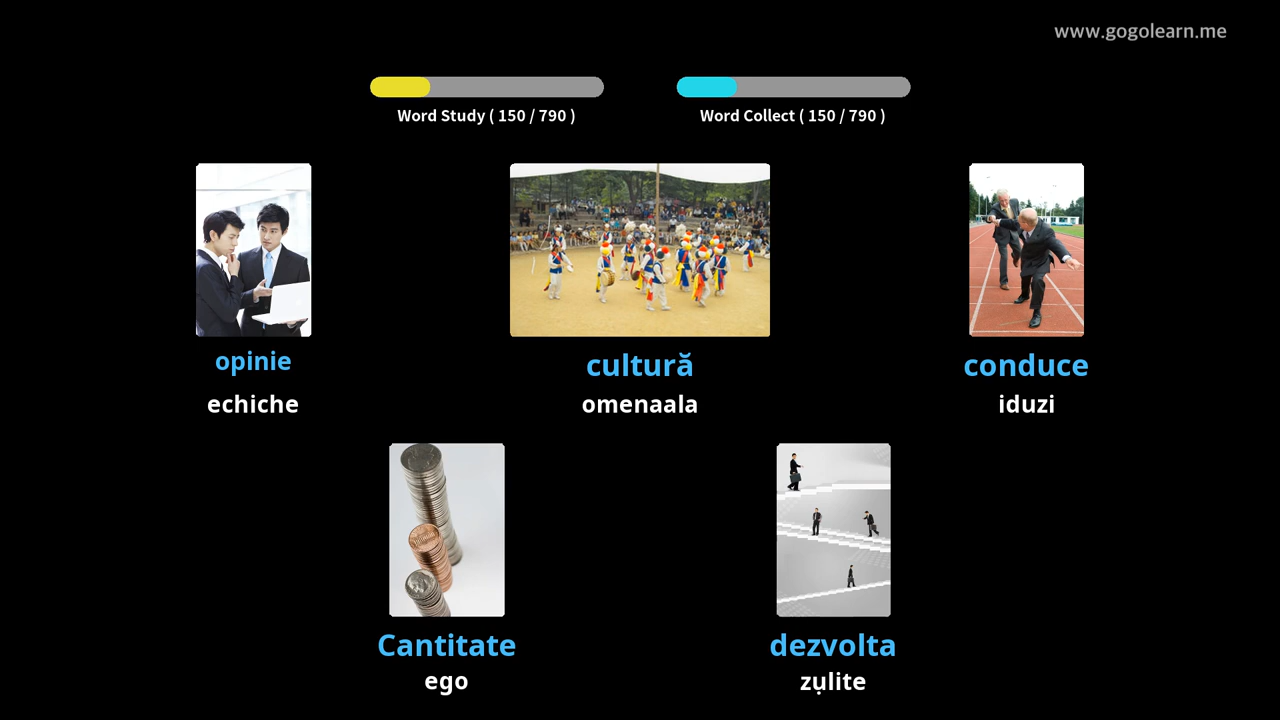 www.gogolearn.me
Word Study ( 150 / 790 )
Word Collect ( 150 / 790 )
opinie
echiche
cultură
omenaala
conduce
iduzi
Cantitate
ego
dezvolta
zụlite